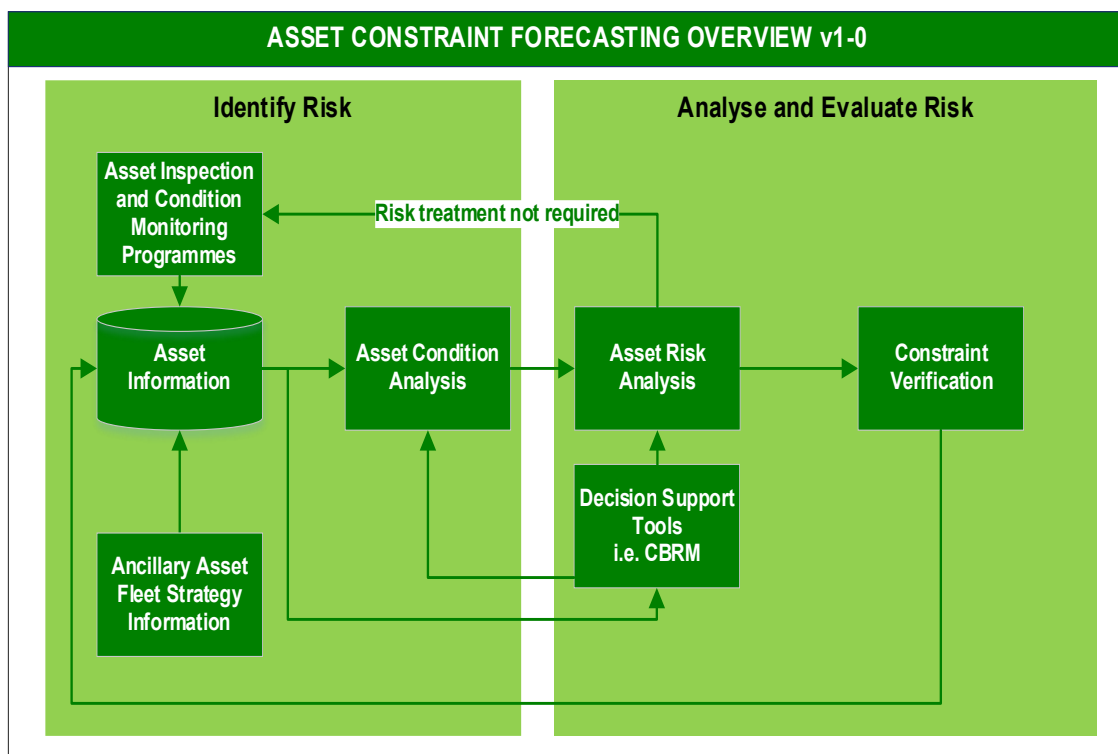 ASSET CONSTRAINT FORECASTING OVERVIEW v1-0
Identify Risk
Analyse and Evaluate Risk
Asset Inspection
and Condition
Monitoring
Programmes
Risk treatment not required
Asset
Information
Asset Condition
Analysis
Asset Risk
Analysis
Constraint
Verification
Decision Support
Tools
i.e. CBRM
Ancillary Asset
Fleet Strategy
Information